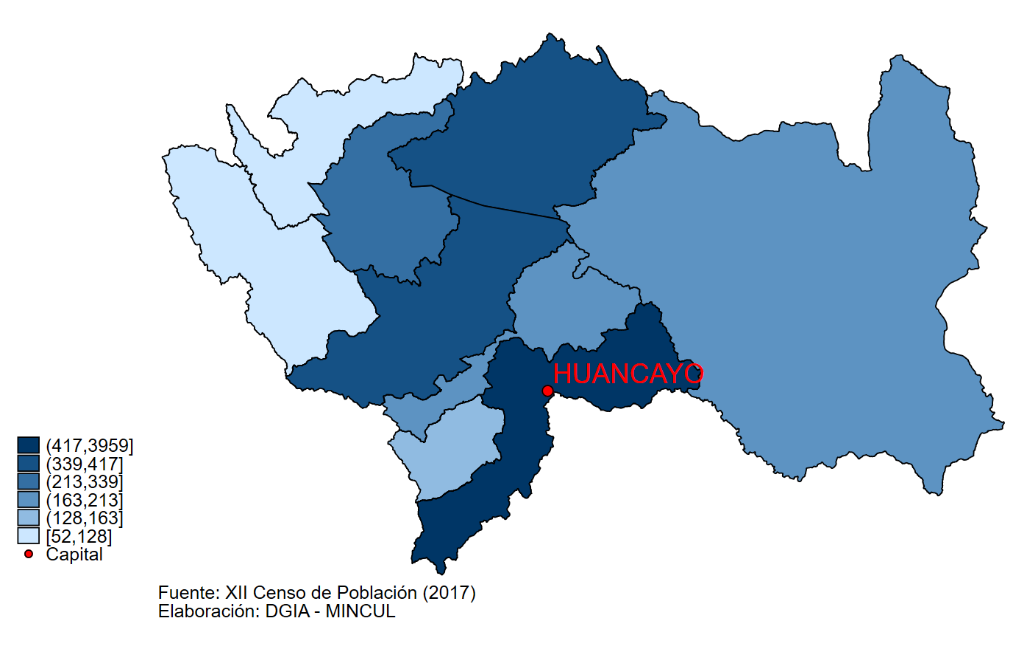 HUANCAYO
(417,3959]
(339,417]
(213,339]
(163,213]
(128,163]
[52,128]
Capital
Fuente: XII Censo de Población (2017)
Elaboración: DGIA - MINCUL